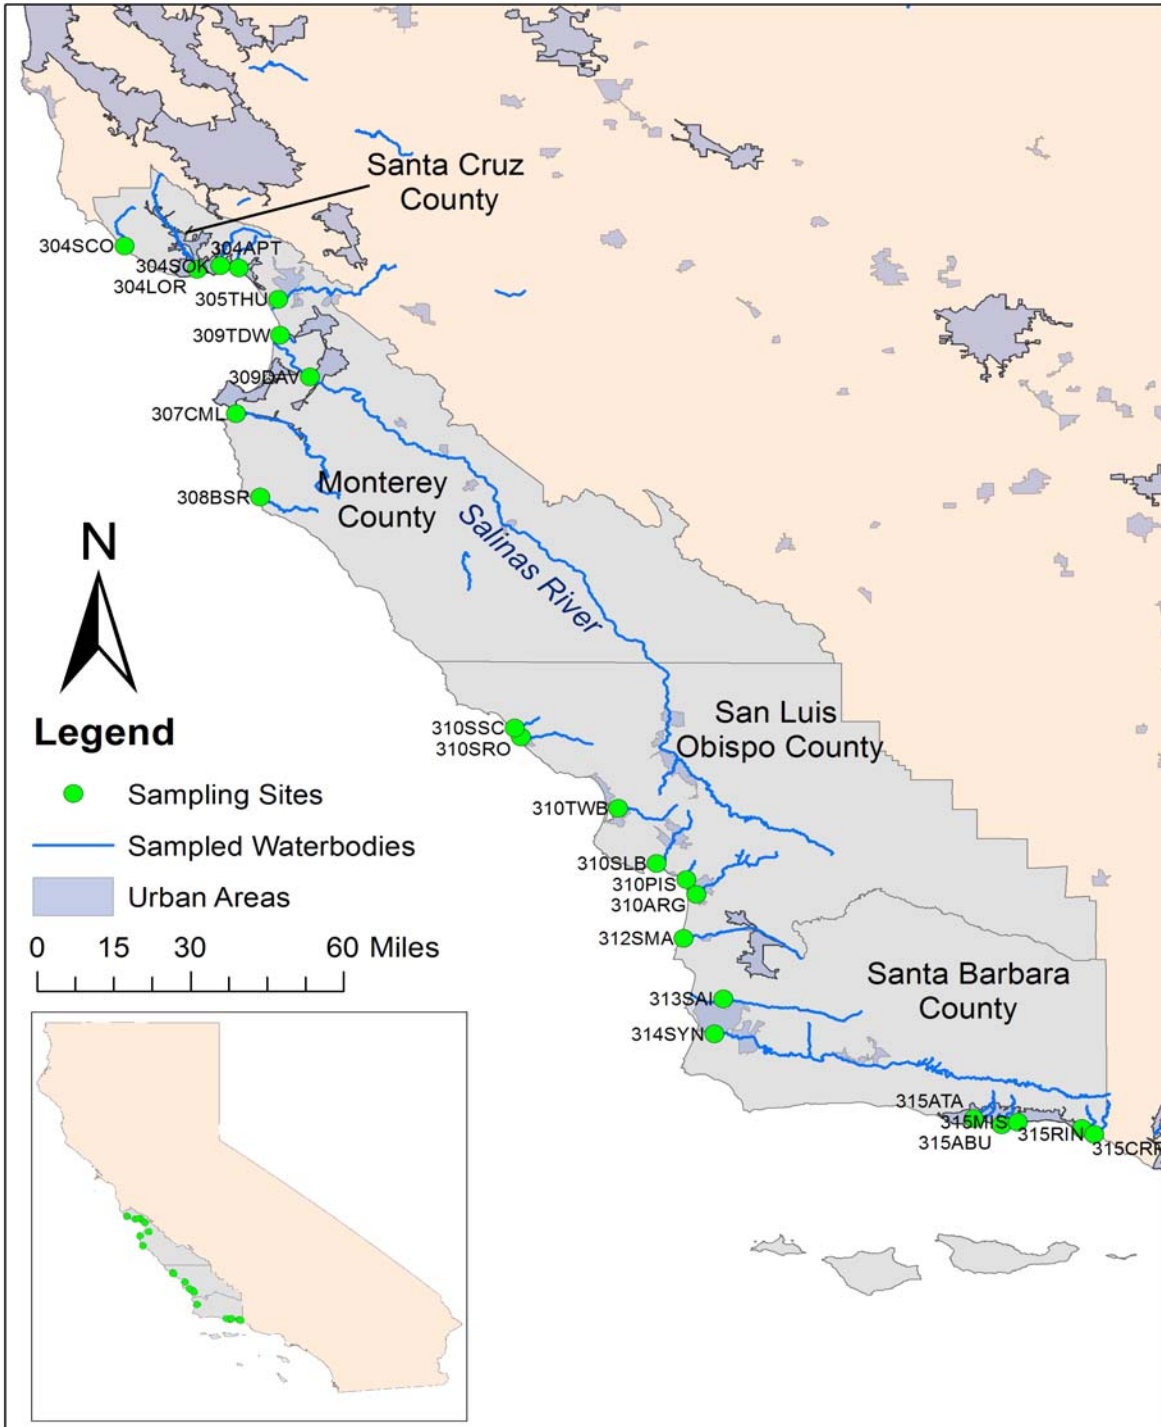 Santa Cruz
County
304SCO
304APT
304SOK
304LOR
305THU
309TDW
309DAV
307CML
Monterey
County
308BSR
Salinas River
N
San Luis
Obispo County
310SSC
310SRO
Legend
Sampling Sites
310TWB
Sampled Waterbodies
310SLB
310PIS
310ARG
Urban Areas
312SMA
0 15 30 60 Miles
Santa Barbara
County
313SAI
314SYN
315ATA
315MIS
315ABU
315RIN
315CRP